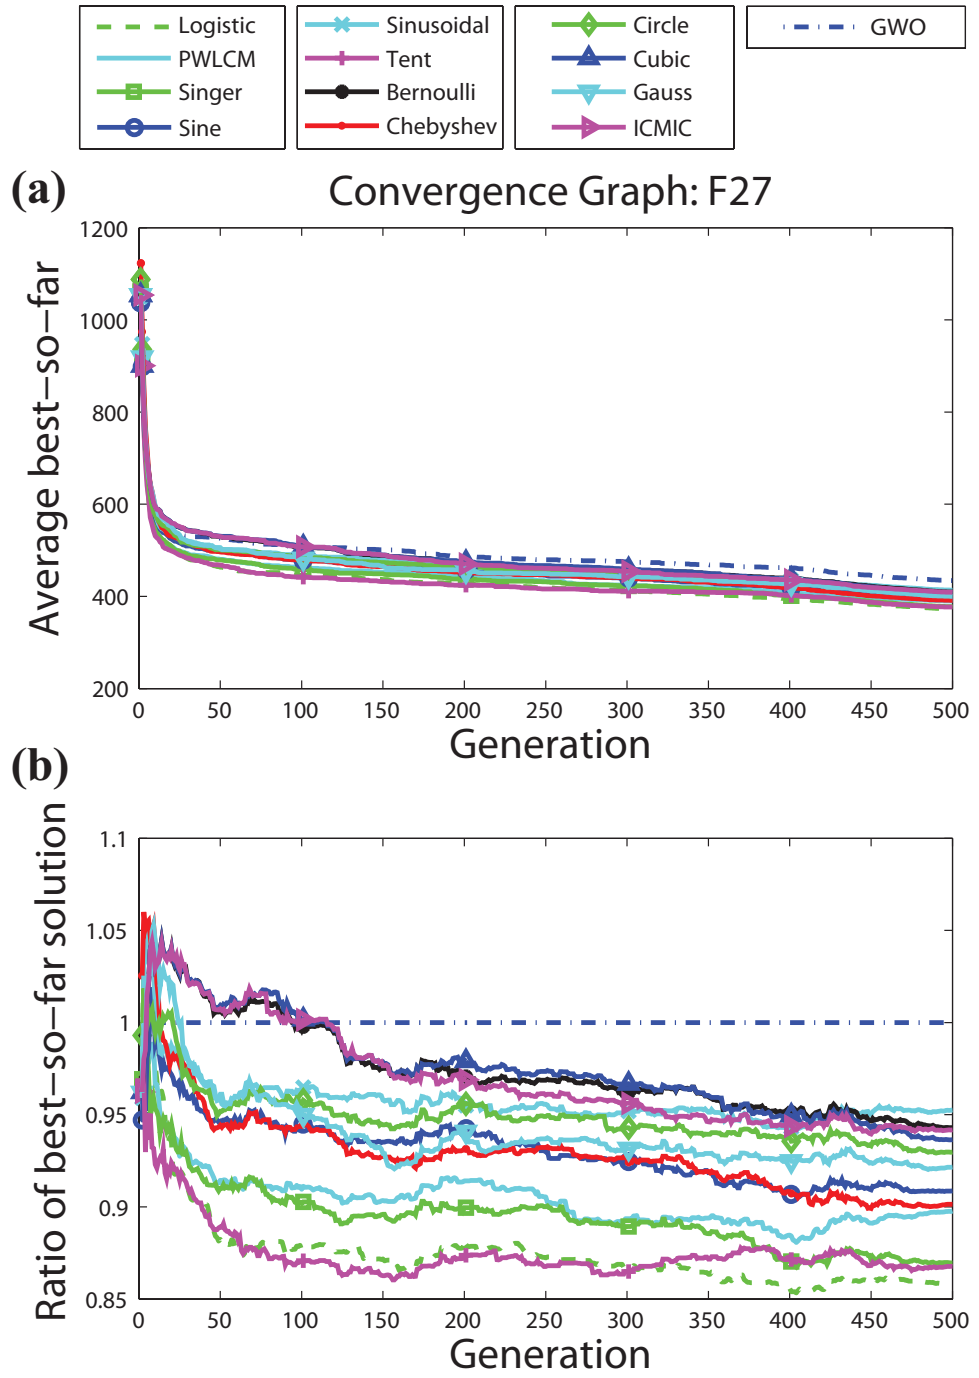 Logistic
PWLCM
Singer
Sine
Sinusoidal
Tent
Bernoulli
Chebyshev
Circle
Cubic
Gauss
ICMIC
GWO
(a)
Convergence Graph: F27
Average best−so−far
1200
1000
800
600
400
200
0 50 100 150 200 250 300 350 400 450 500
Generation
(b)
Ratio of best−so−far solution
1.1
1.05
1
0.95
0.9
0.85
0 50 100 150 200 250 300 350 400 450 500
Generation